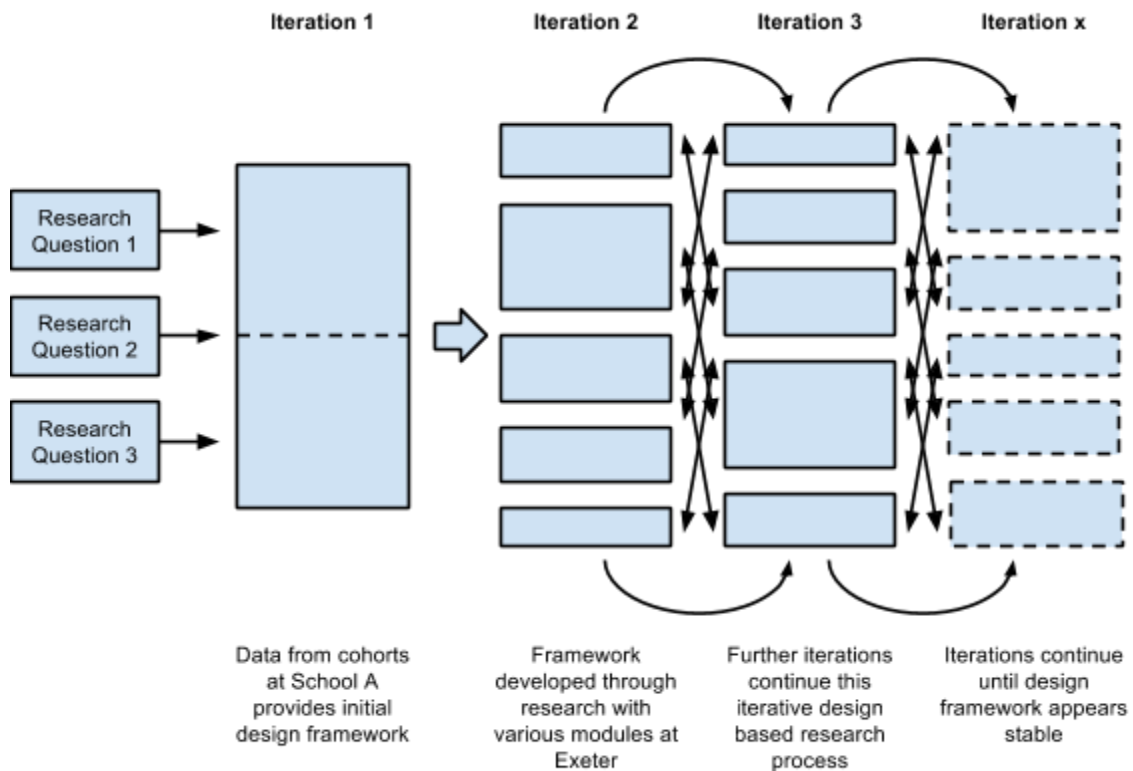 Iteration 1
Iteration 2
Iteration 3
Iteration x
Research
Question 1
Research
Question 2
Research
Question 3
Data from cohorts
at School A
provides initial
design framework
Framework
developed through
research with
various modules at
Exeter
Further iterations
continue this
iterative design
based research
process
Iterations continue
until design
framework appears
stable